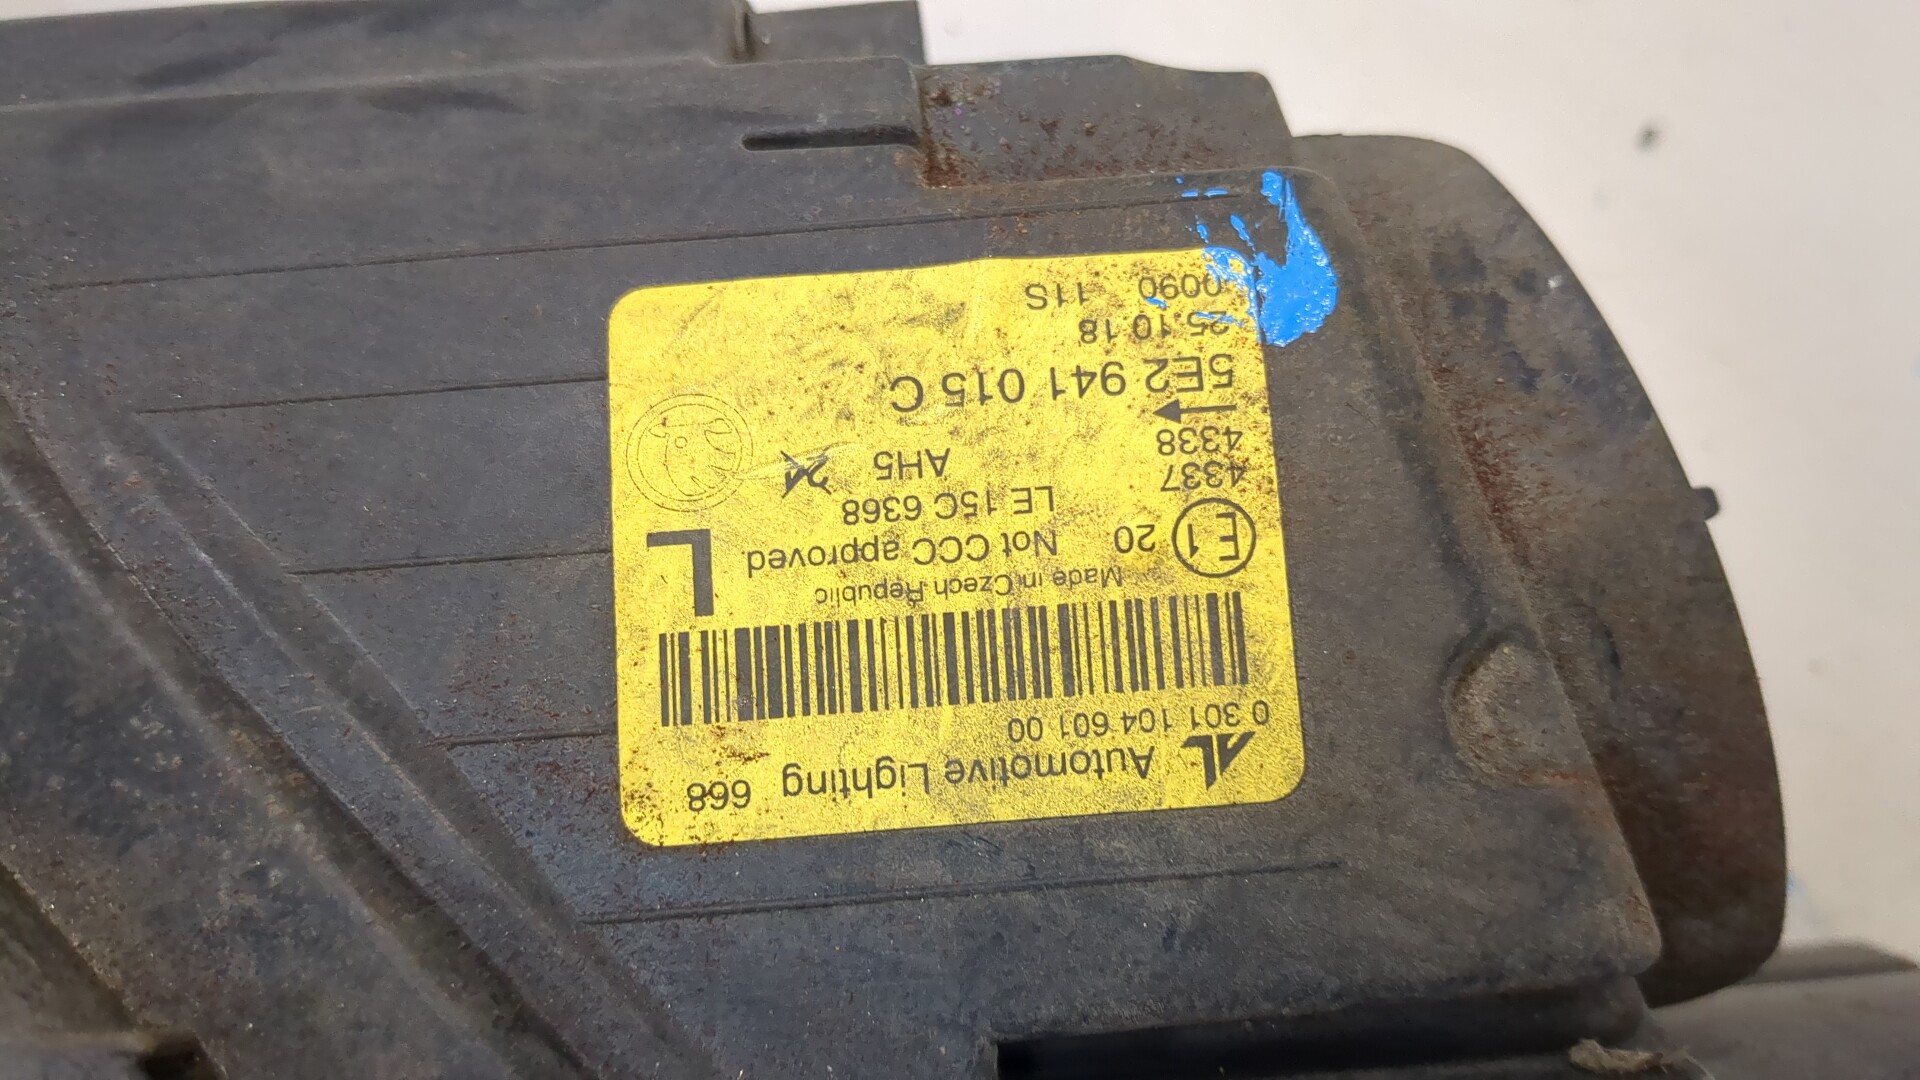 Automotive Lighting 668
0 301 104 601 00
Made in Czech Republic
E1 20 Not CCC approved L
LE 15C 6368
4337
4338 AH5
5E2 941 015 C
25.10.18
0090 11S